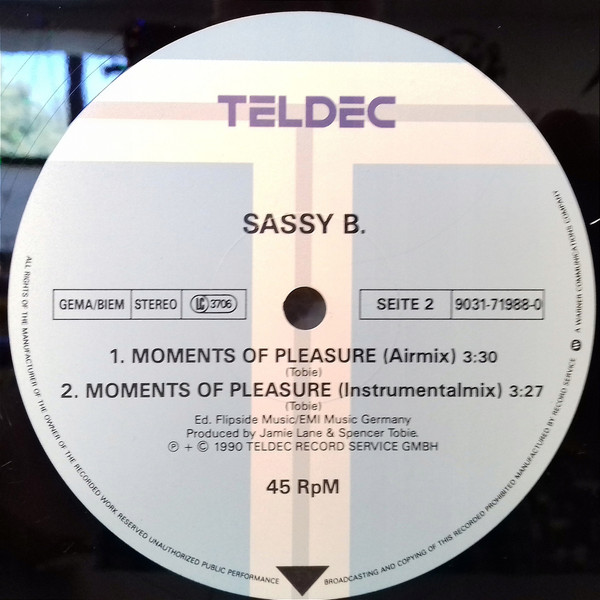 TELDEC
SASSY B.
GEMA/BIEM STEREO LC 3706 SEITE 2 9031-71988-0
1. MOMENTS OF PLEASURE (Airmix) 3:30
(Tobie)
2. MOMENTS OF PLEASURE (Instrumentalmix) 3:27
(Tobie)
Ed. Flipside Music/EMI Music Germany
Produced by Jamie Lane & Spencer Tobie.
℗ + © 1990 TELDEC RECORD SERVICE GMBH
45 RpM
ALL RIGHTS OF THE MANUFACTURER OF THE OWNER OF THE RECORDED WORK RESERVED UNAUTHORIZED PUBLIC PERFORMANCE BROADCASTING AND COPYING OF THIS RECORDED PROHIBITED MANUFACTURED BY RECORD SERVICE A WARNER COMMUNICATIONS COMPANY